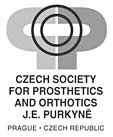 CZECH SOCIETY
FOR PROSTHETICS
AND ORTHOTICS
J.E. PURKYNĚ
PRAGUE • CZECH REPUBLIC